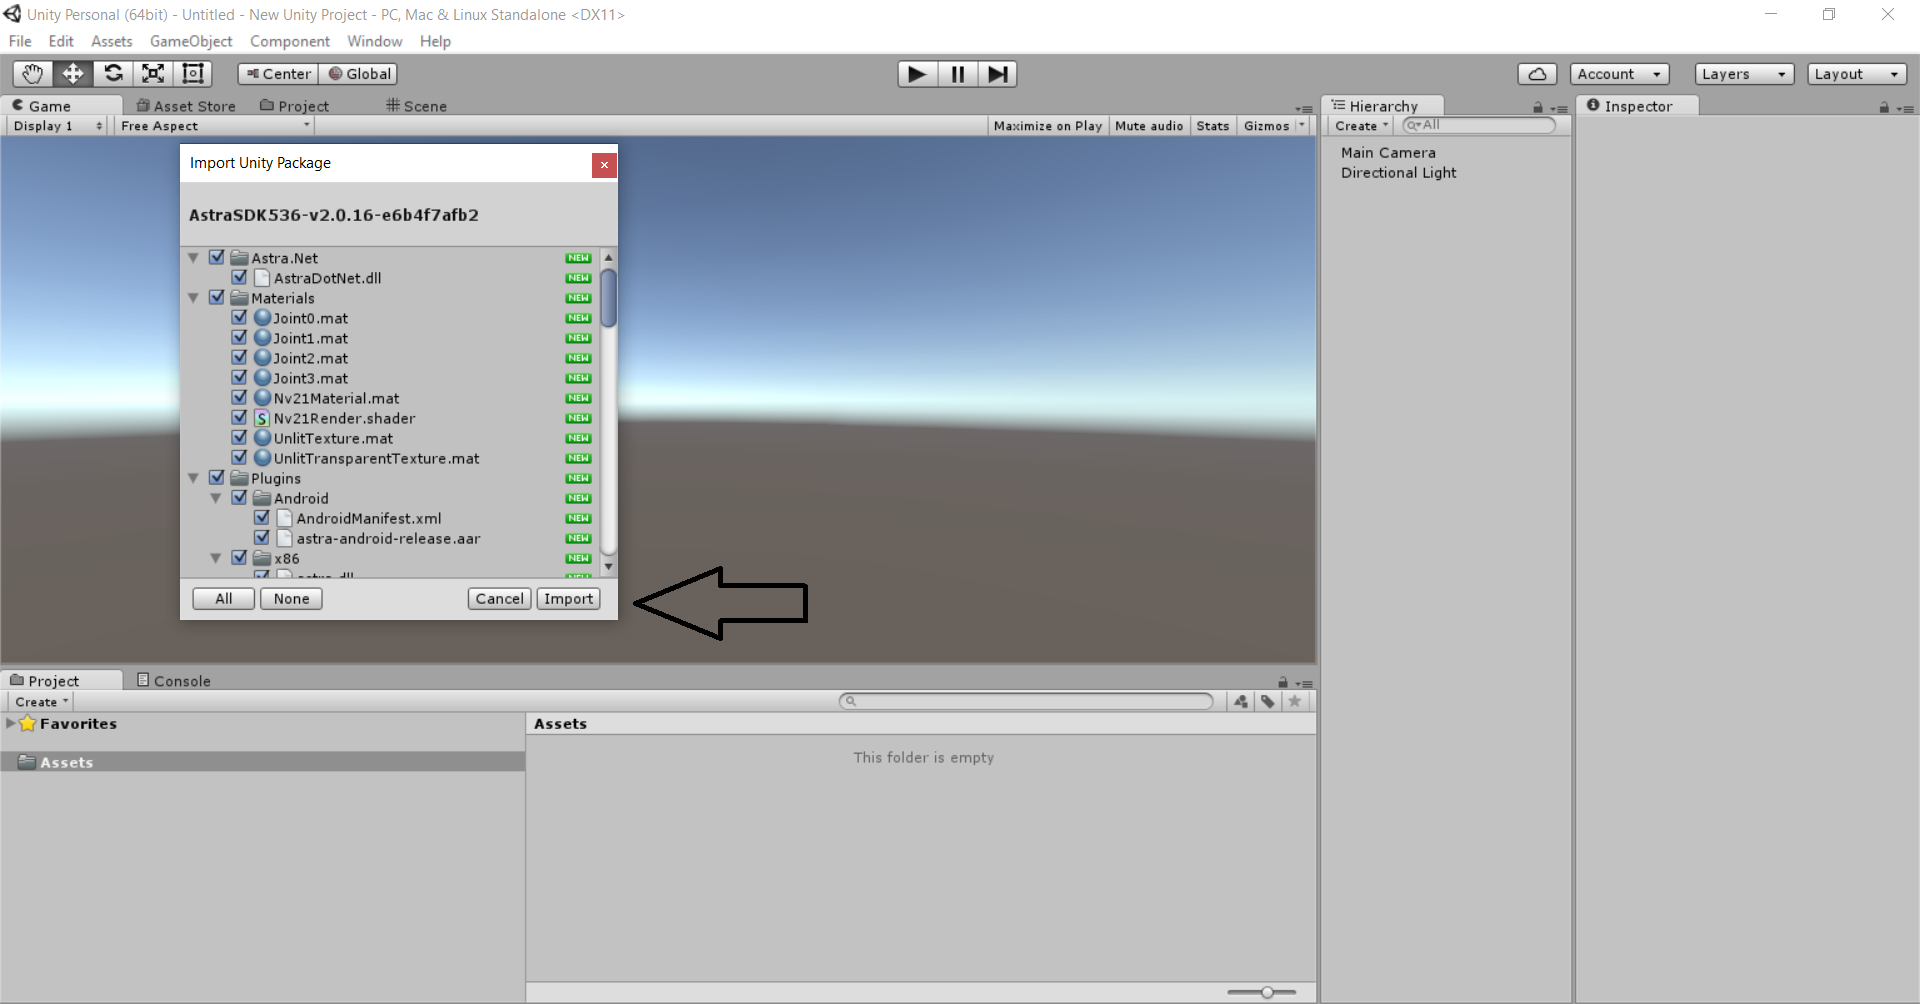 Unity Personal (64bit) - Untitled - New Unity Project - PC, Mac & Linux Standalone <DX11>
File Edit Assets GameObject Component Window Help
Center Global Account Layers Layout
Game Asset Store Project Scene
Display 1 Free Aspect Maximize on Play Mute audio Stats Gizmos
Hierarchy
Create All
Main Camera
Directional Light
Inspector
Import Unity Package
AstraSDK536-v2.0.16-e6b4f7afb2
Astra.Net NEW
AstraDotNet.dll NEW
Materials NEW
Joint0.mat NEW
Joint1.mat NEW
Joint2.mat NEW
Joint3.mat NEW
Nv21Material.mat NEW
S Nv21Render.shader NEW
UnlitTexture.mat NEW
UnlitTransparentTexture.mat NEW
Plugins NEW
Android NEW
AndroidManifest.xml NEW
astra-android-release.aar NEW
x86 NEW
All None Cancel Import
Project Console
Create
Favorites
Assets
Assets
This folder is empty